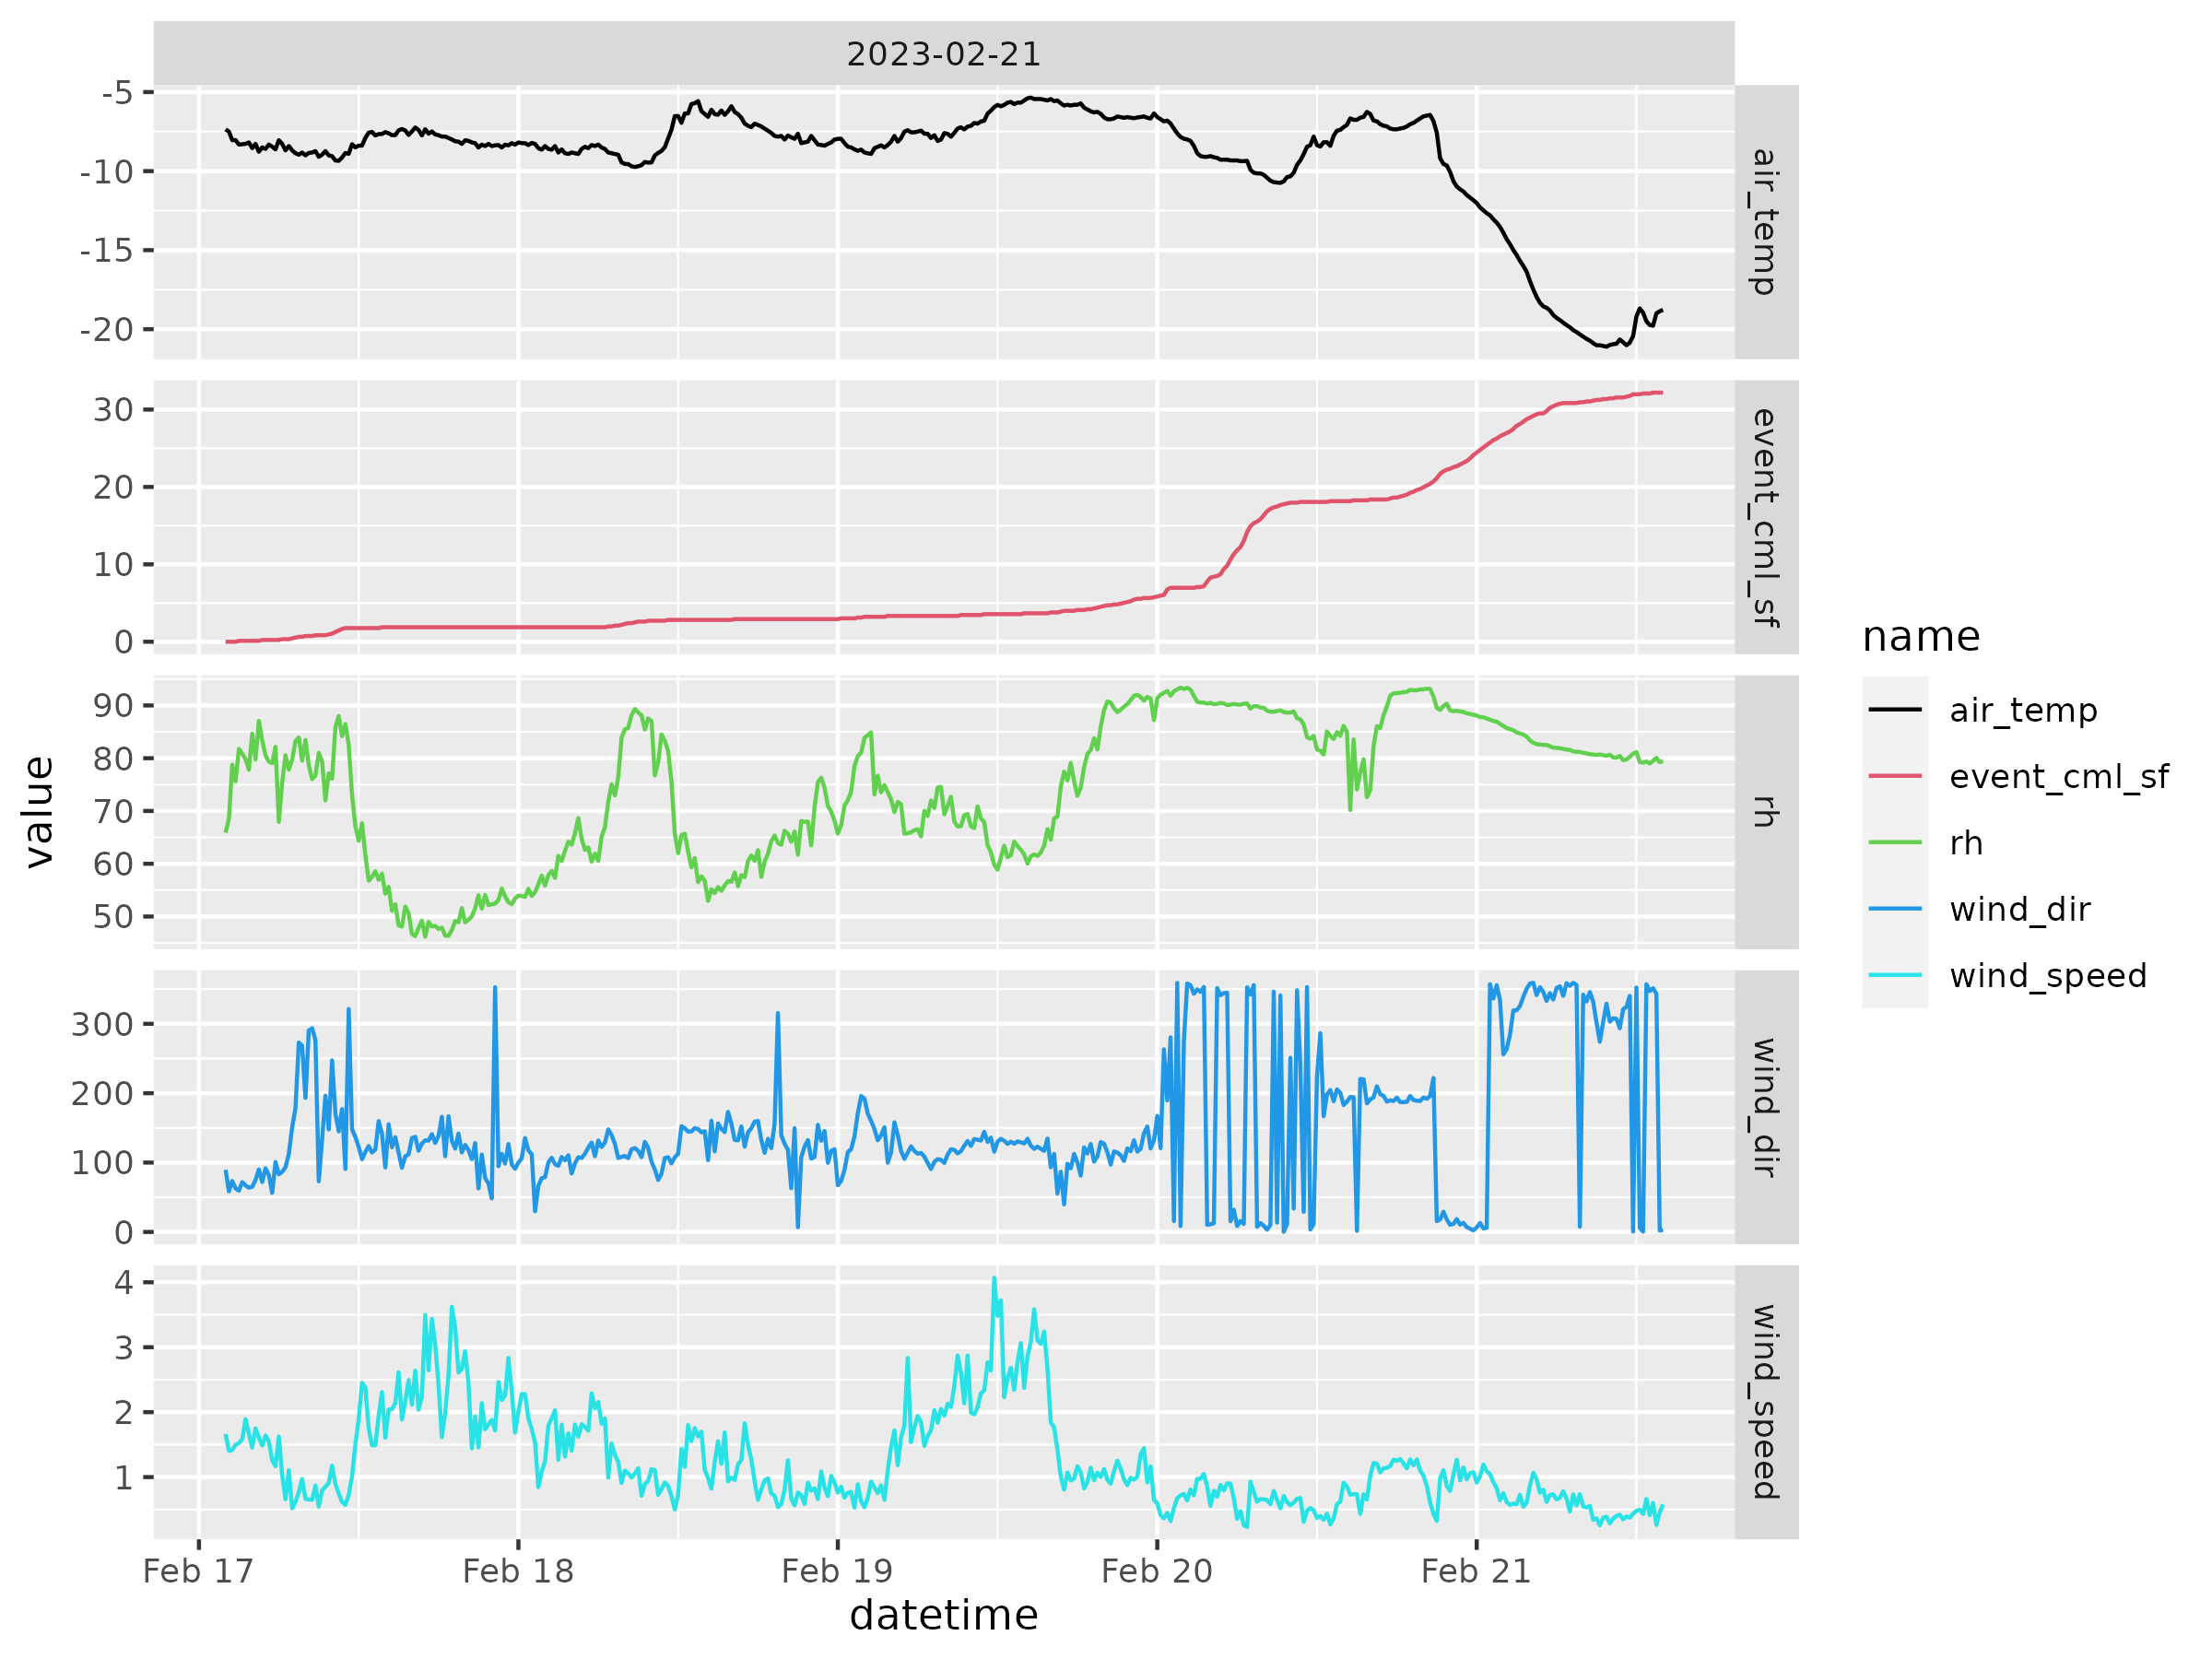 2023-02-21
-5
-10
-15
-20
air_temp
30
20
10
0
event_cml_sf
90
80
70
60
50
rh
300
200
100
0
wind_dir
4
3
2
1
wind_speed
Feb 17 Feb 18 Feb 19 Feb 20 Feb 21
datetime
value
name
air_temp
event_cml_sf
rh
wind_dir
wind_speed